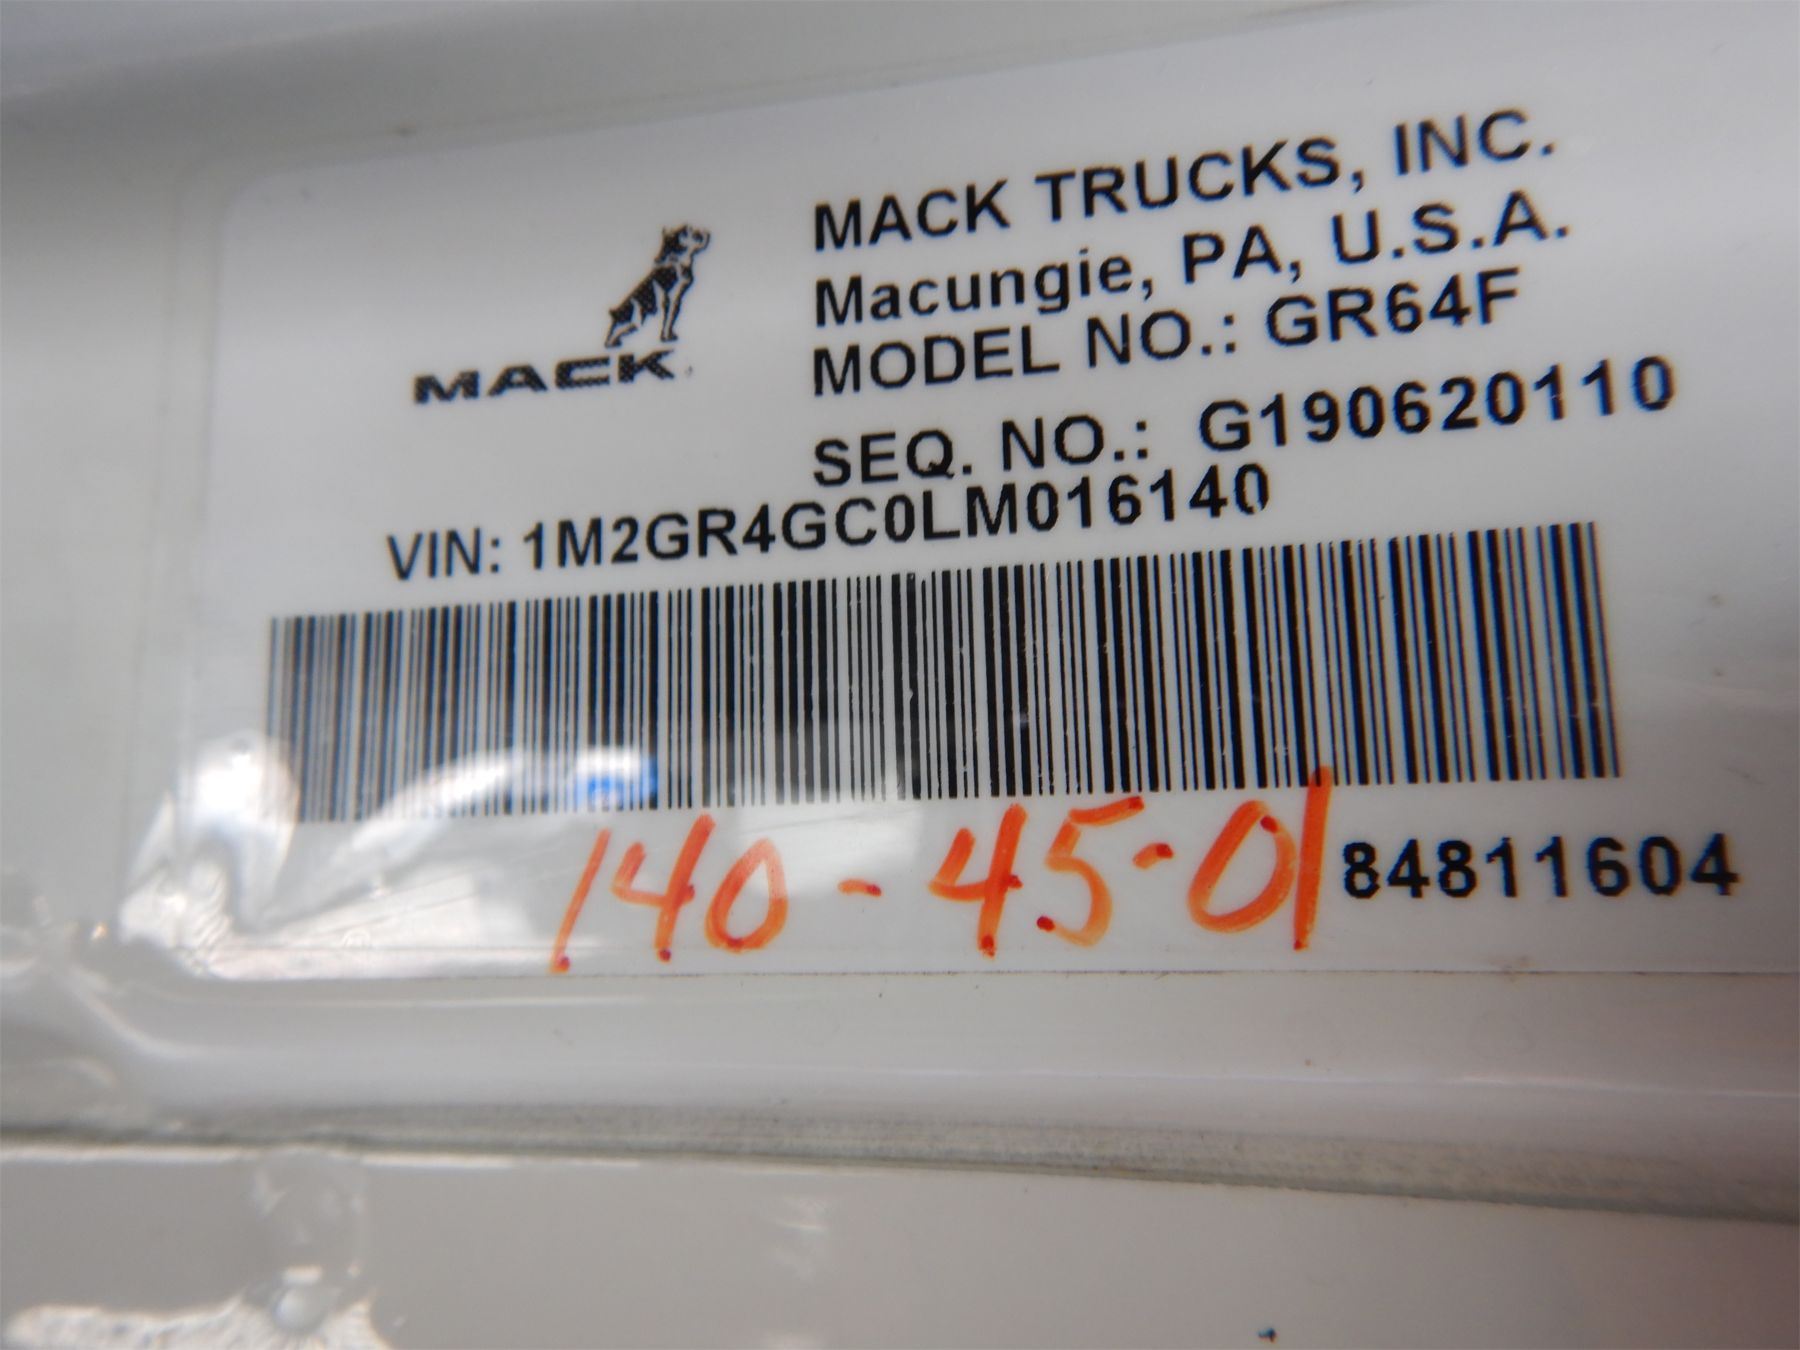 MACK
MACK TRUCKS, INC.
Macungie, PA, U.S.A.
MODEL NO.: GR64F
SEQ. NO.: G190620110
VIN: 1M2GR4GC0LM016140
140-45-01
84811604